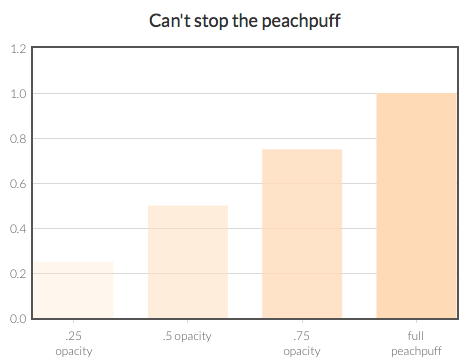 Can't stop the peachpuff
1.2
1.0
0.8
0.6
0.4
0.2
0.0
.25
opacity
.5 opacity
.75
opacity
full
peachpuff